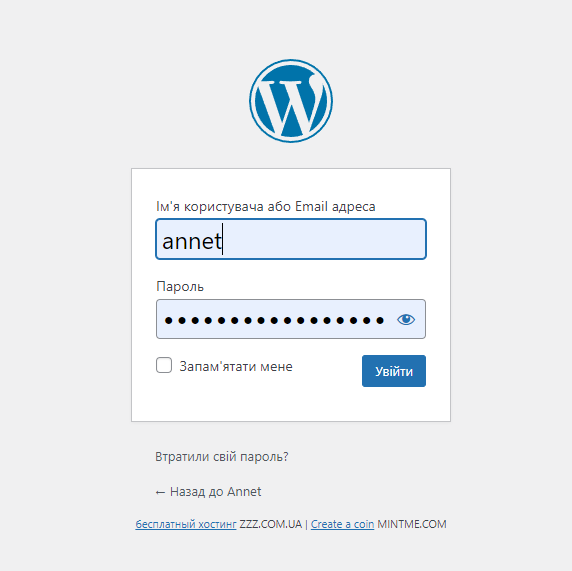 Ім'я користувача або Email адреса
annet
Пароль
Запам'ятати мене
Увійти
Втратили свій пароль?
← Назад до Annet
бесплатный хостинг ZZZ.COM.UA | Create a coin MINTME.COM